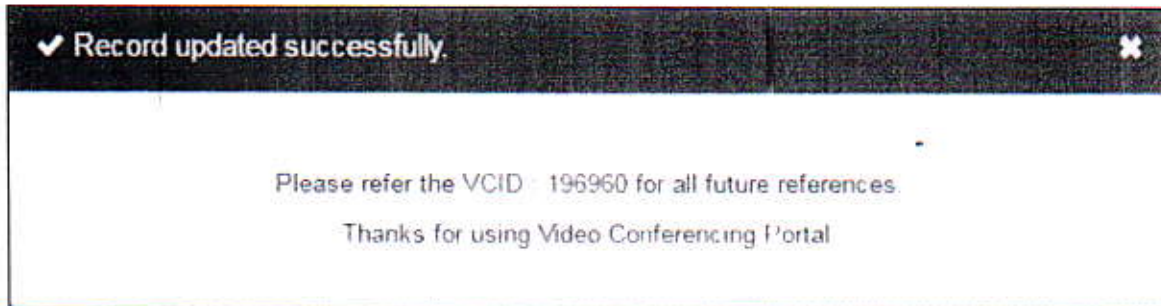 ✔ Record updated successfully. ✖
Please refer the VCID : 196960 for all future references
Thanks for using Video Conferencing Portal